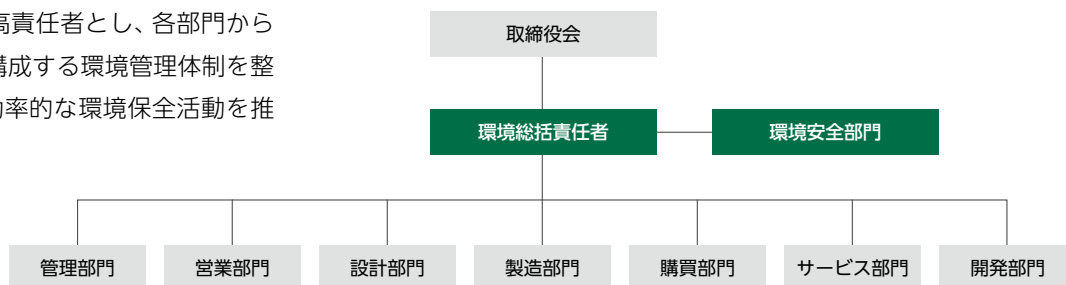 高責任者とし、各部門から
構成する環境管理体制を整
効率的な環境保全活動を推
取締役会
環境総括責任者
環境安全部門
管理部門
営業部門
設計部門
製造部門
購買部門
サービス部門
開発部門